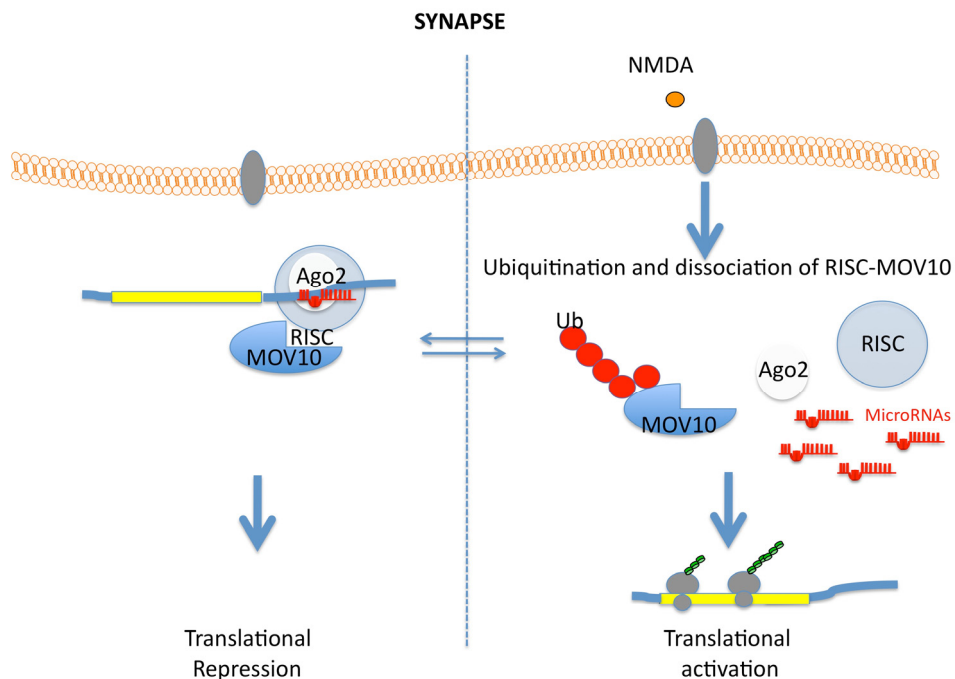 SYNAPSE
NMDA
Ubiquitination and dissociation of RISC-MOV10
Ago2
RISC
MOV10
Ub
MOV10
Ago2
RISC
MicroRNAs
Translational
Repression
Translational
activation